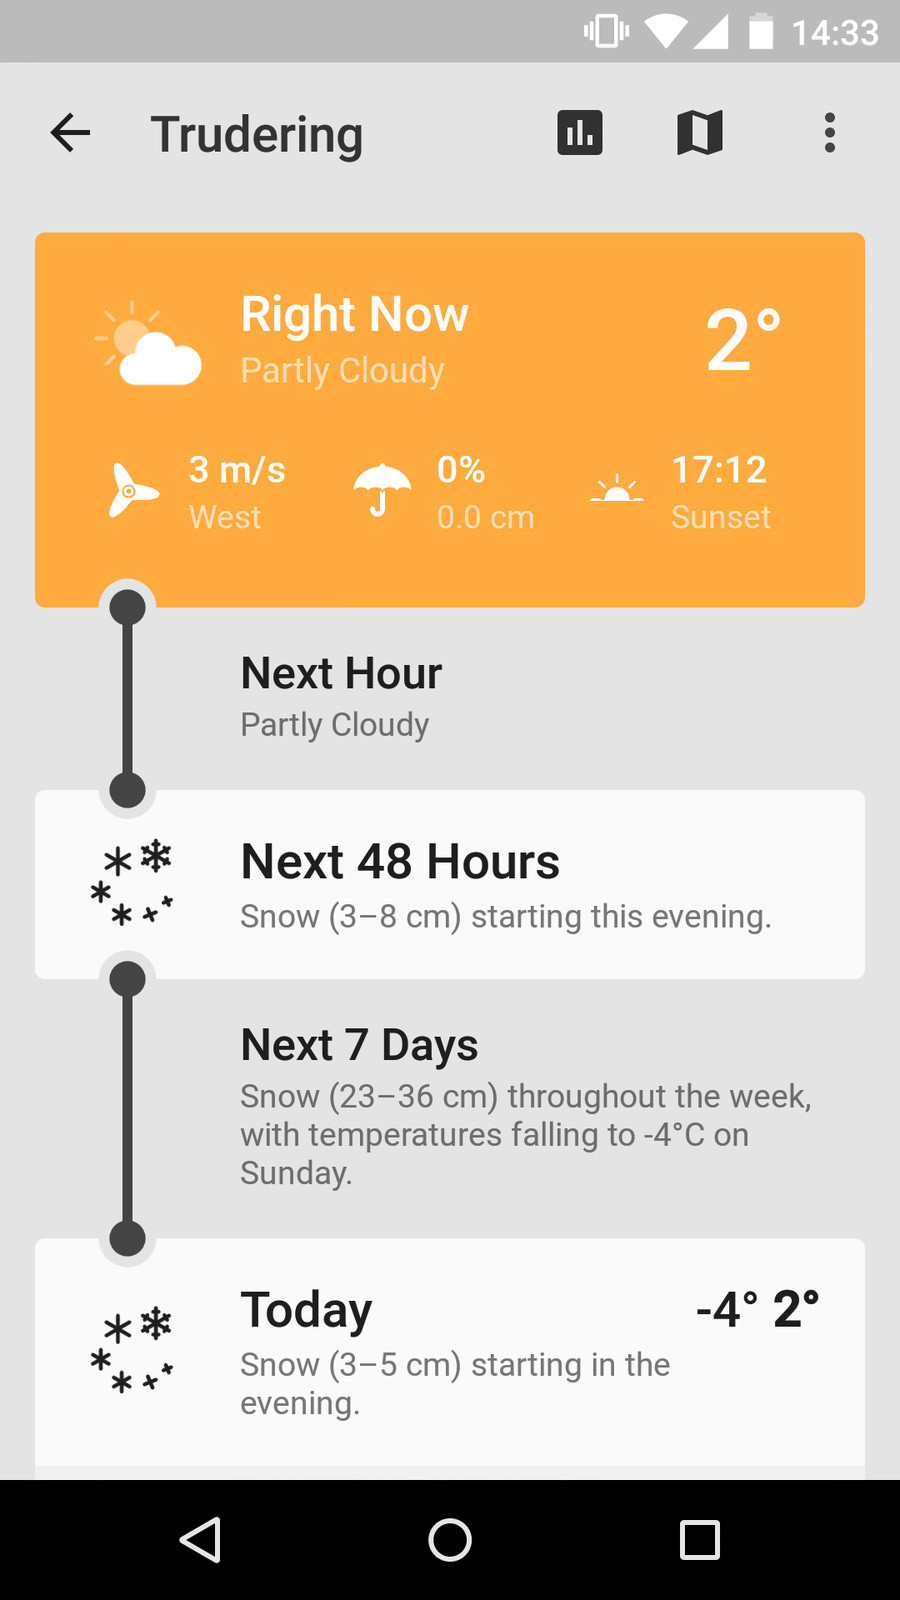 14:33
Trudering
Right Now
2°
Partly Cloudy
3 m/s
0%
17:12
West
0.0 cm
Sunset
Next Hour
Partly Cloudy
Next 48 Hours
Snow (3–8 cm) starting this evening.
Next 7 Days
Snow (23–36 cm) throughout the week,
with temperatures falling to -4°C on
Sunday.
Today
-4° 2°
Snow (3–5 cm) starting in the
evening.